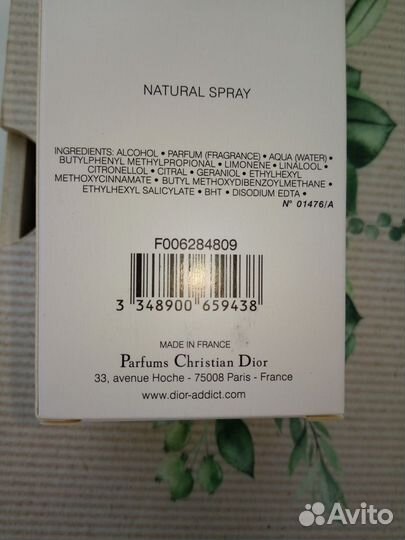 NATURAL SPRAY
INGREDIENTS: ALCOHOL • PARFUM (FRAGRANCE) • AQUA (WATER) •
BUTYLPHENYL METHYLPROPIONAL • LIMONENE • LINALOOL •
CITRONELLOL • CITRAL • GERANIOL • ETHYLHEXYL
METHOXYCINNAMATE • BUTYL METHOXYDIBENZOYLMETHANE •
ETHYLHEXYL SALICYLATE • BHT • DISODIUM EDTA •
N° 01476/A
F006284809
3 348900 659438
MADE IN FRANCE
Parfums Christian Dior
33, avenue Hoche - 75008 Paris - France
www.dior-addict.com
Avito